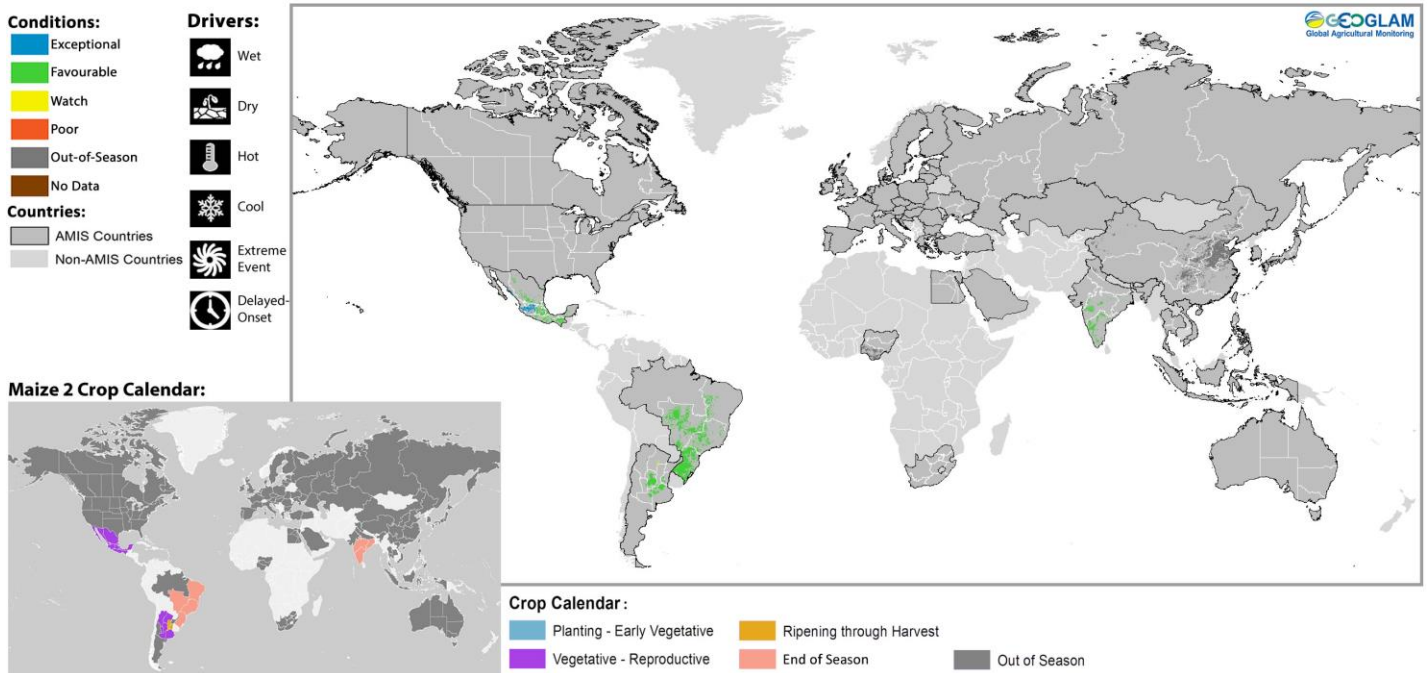 Conditions:
Exceptional
Favourable
Watch
Poor
Out-of-Season
No Data
Countries:
AMIS Countries
Non-AMIS Countries
Drivers:
Wet
Dry
Hot
Cool
Extreme
Event
Delayed-
Onset
GEOGLAM
Global Agricultural Monitoring
Maize 2 Crop Calendar:
Crop Calendar :
Planting - Early Vegetative
Vegetative - Reproductive
Ripening through Harvest
End of Season
Out of Season